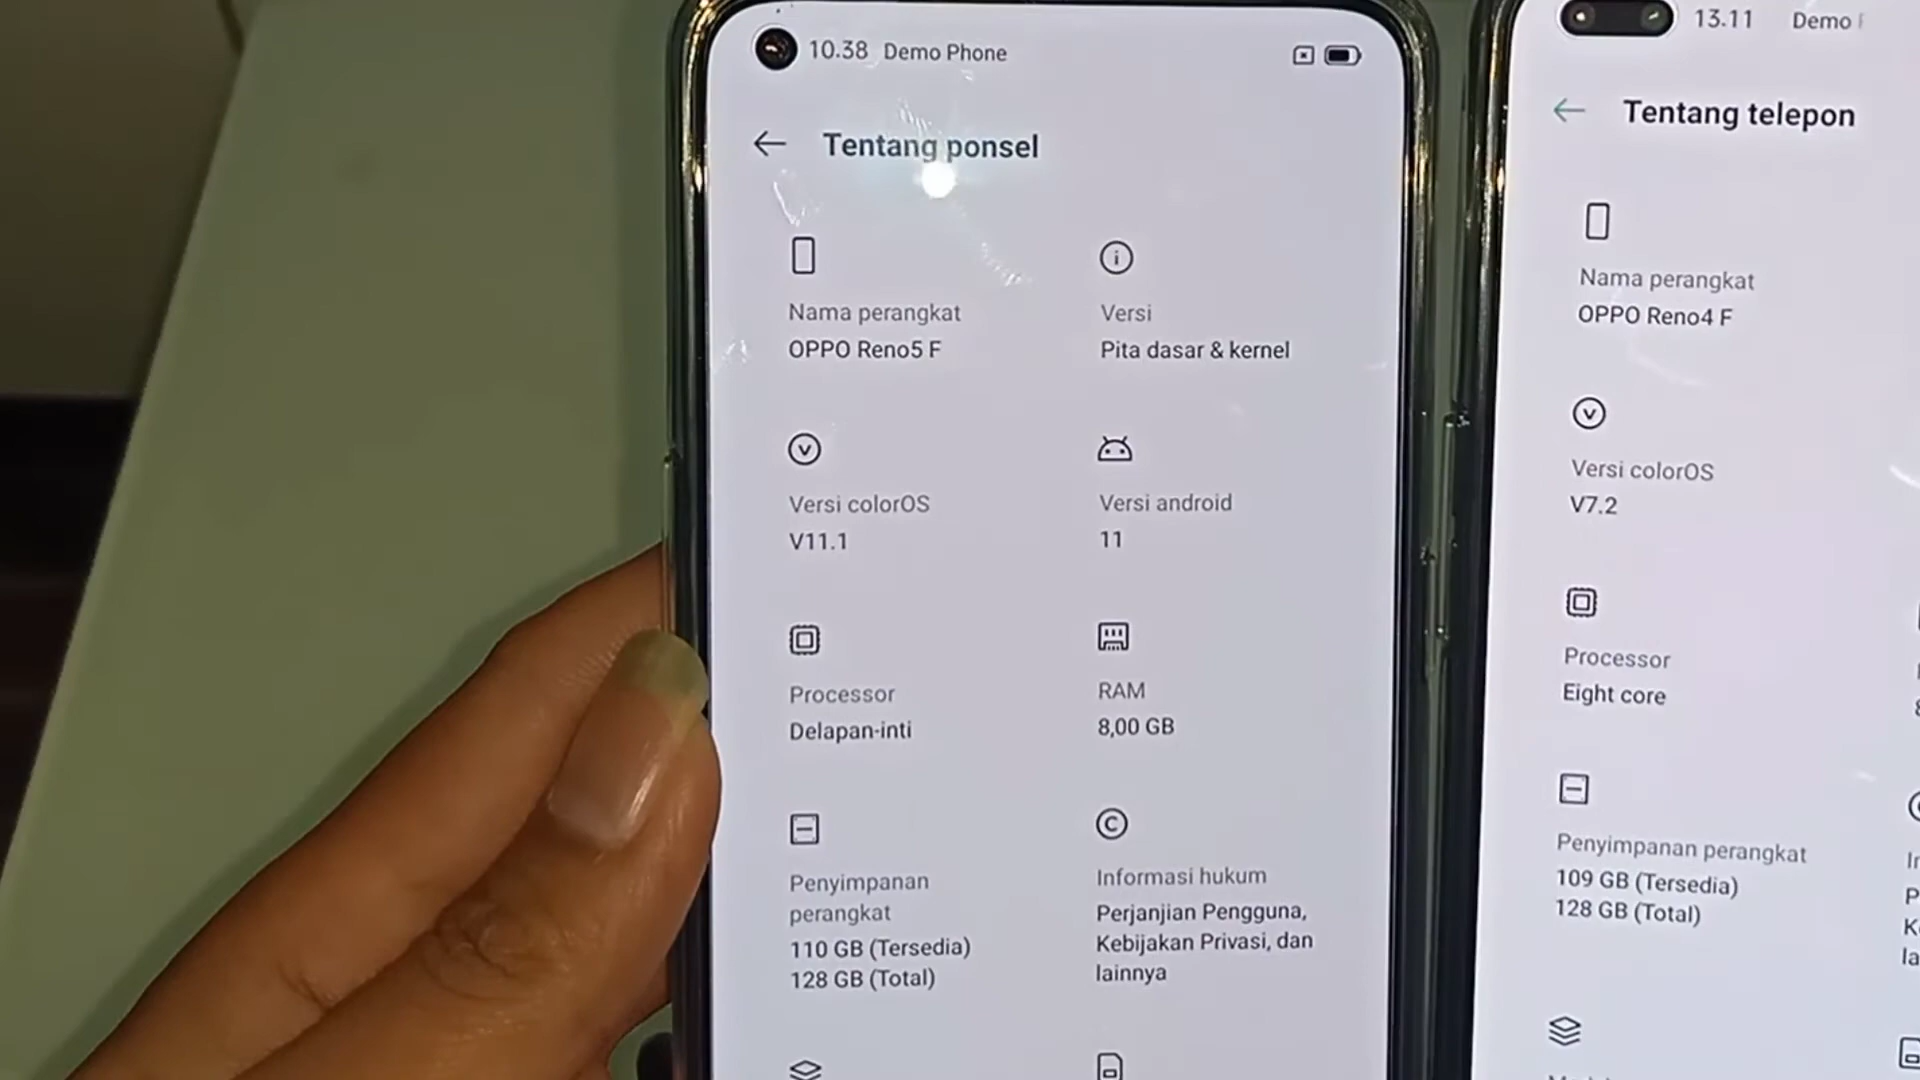 10.38 Demo Phone
Tentang ponsel
Nama perangkat
OPPO Reno5 F
Versi
Pita dasar & kernel
Versi colorOS
V11.1
Versi android
11
Processor
Delapan-inti
RAM
8,00 GB
Penyimpanan
perangkat
110 GB (Tersedia)
128 GB (Total)
Informasi hukum
Perjanjian Pengguna,
Kebijakan Privasi, dan
lainnya
13.11 Demo
Tentang telepon
Nama perangkat
OPPO Reno4 F
Versi colorOS
V7.2
Processor
Eight core
Penyimpanan perangkat
109 GB (Tersedia)
128 GB (Total)